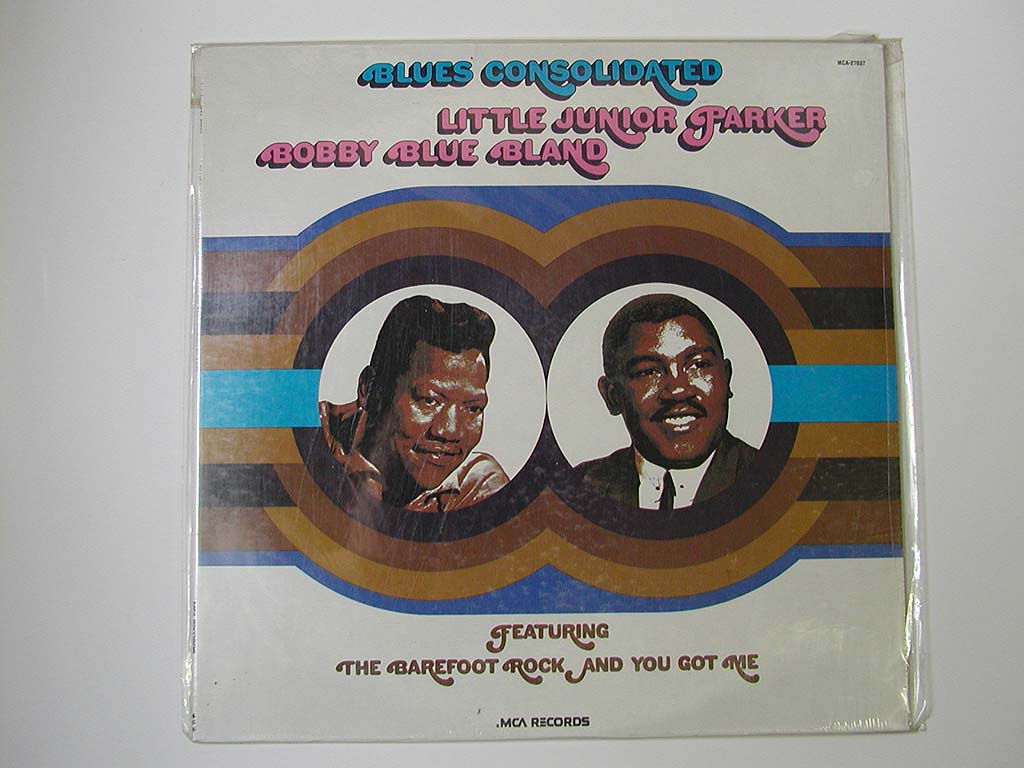 MCA-27037
BLUES CONSOLIDATED
LITTLE JUNIOR PARKER
BOBBY BLUE BLAND
FEATURING
THE BAREFOOT ROCK AND YOU GOT ME
.MCA RECORDS